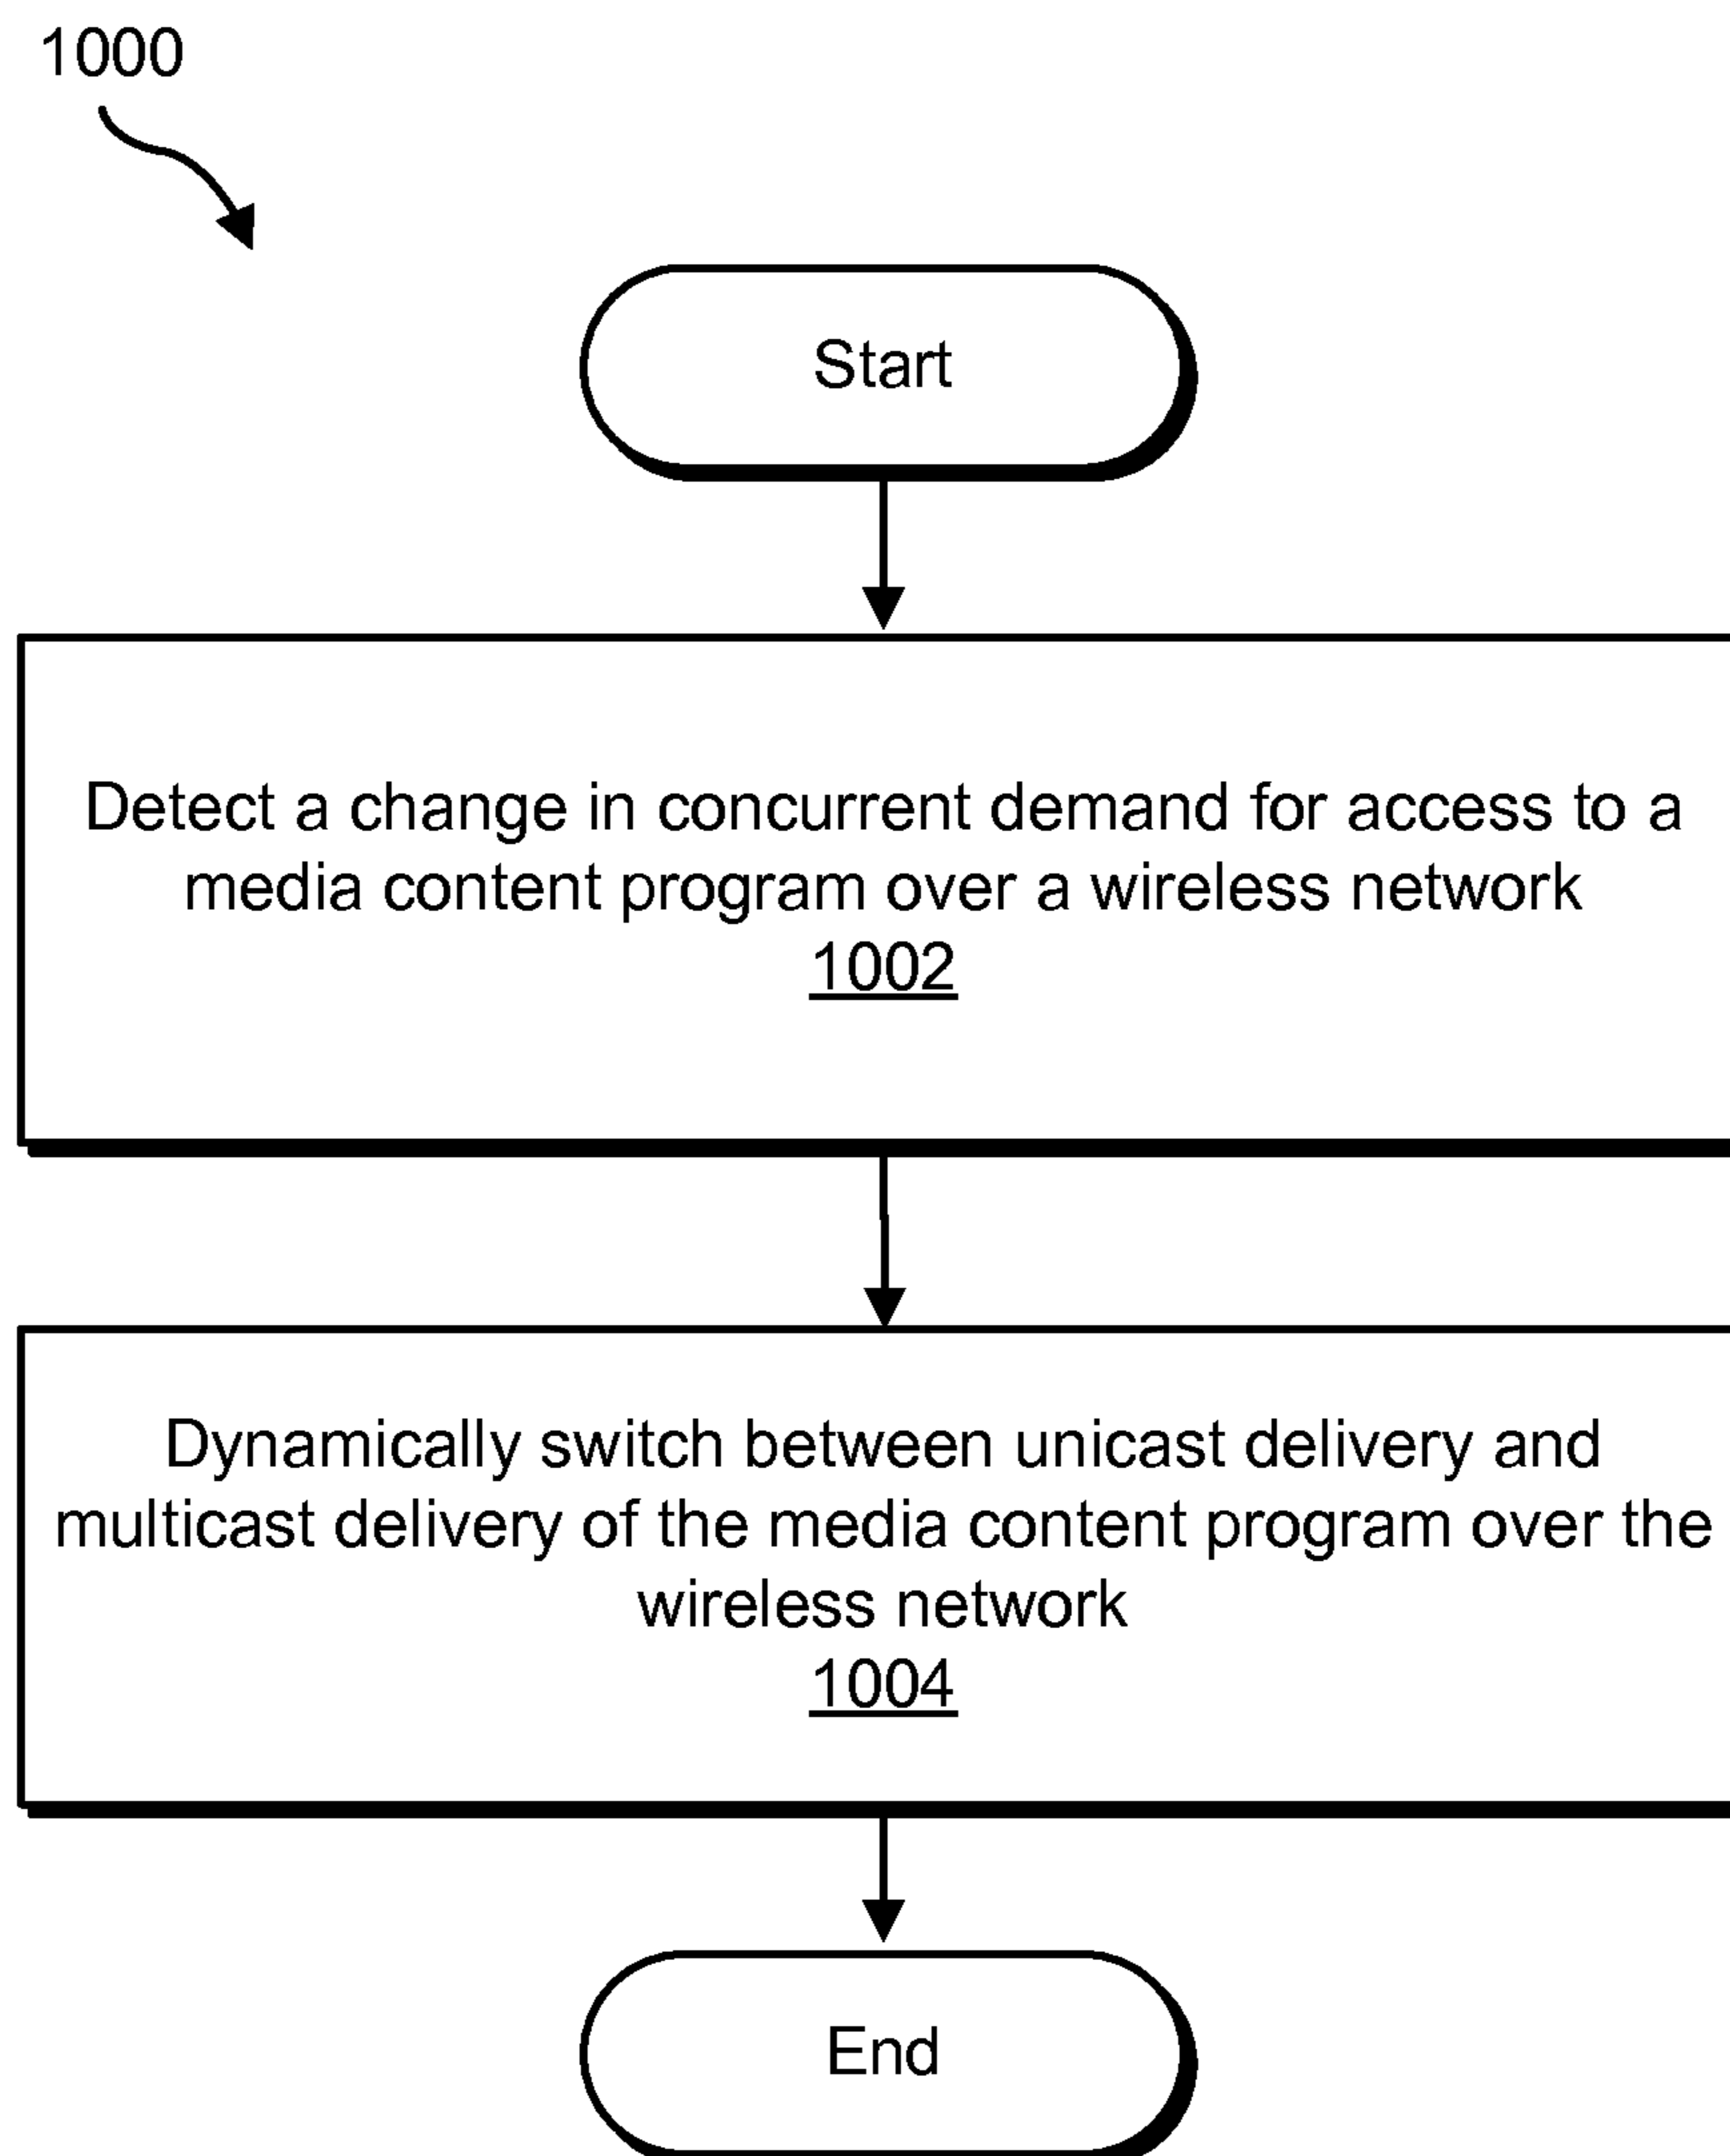 1000
Start
Detect a change in concurrent demand for access to a
media content program over a wireless network
1002
Dynamically switch between unicast delivery and
multicast delivery of the media content program over the
wireless network
1004
End